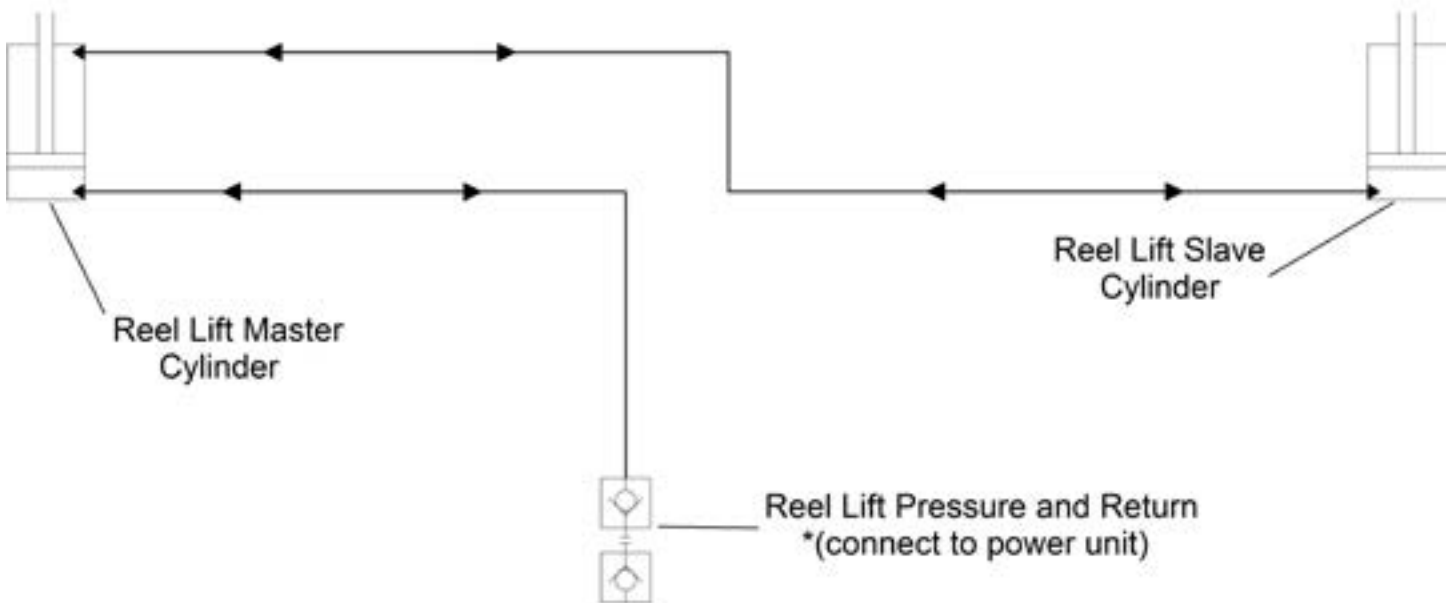 Reel Lift Slave
Cylinder
Reel Lift Master
Cylinder
Reel Lift Pressure and Return
*(connect to power unit)